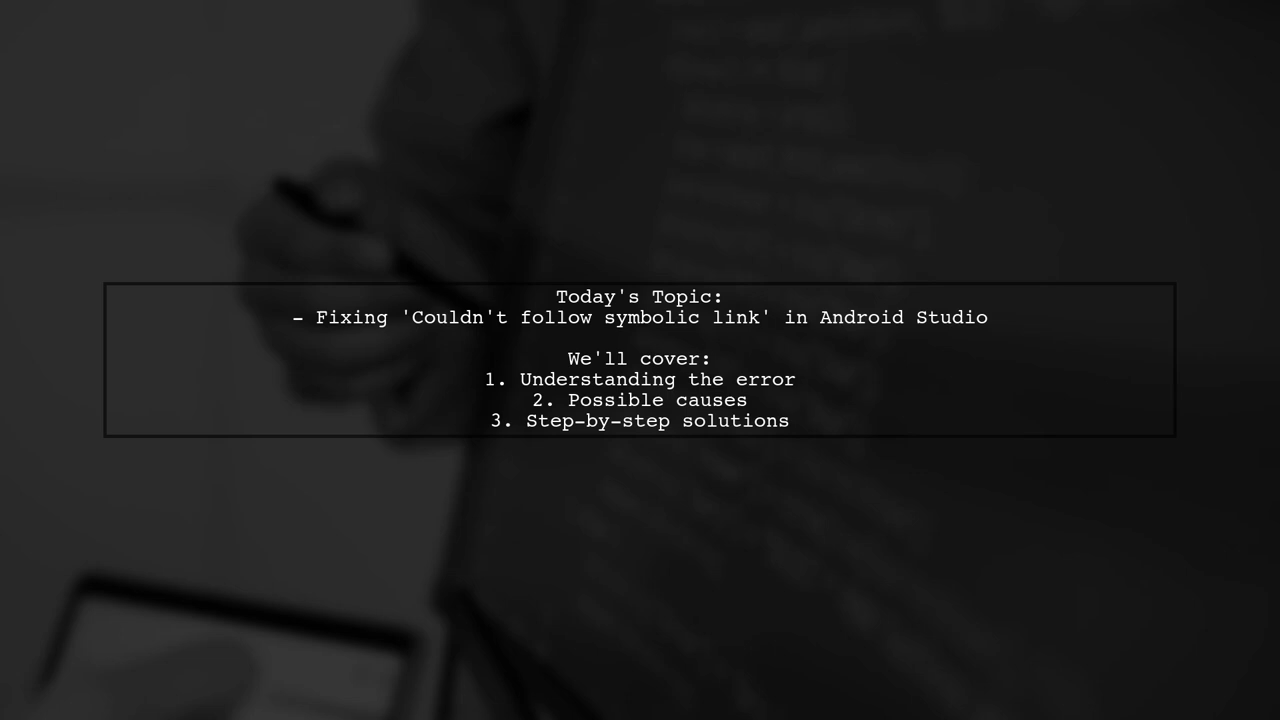 Today's Topic:
- Fixing 'Couldn't follow symbolic link' in Android Studio
We'll cover:
1. Understanding the error
2. Possible causes
3. Step-by-step solutions